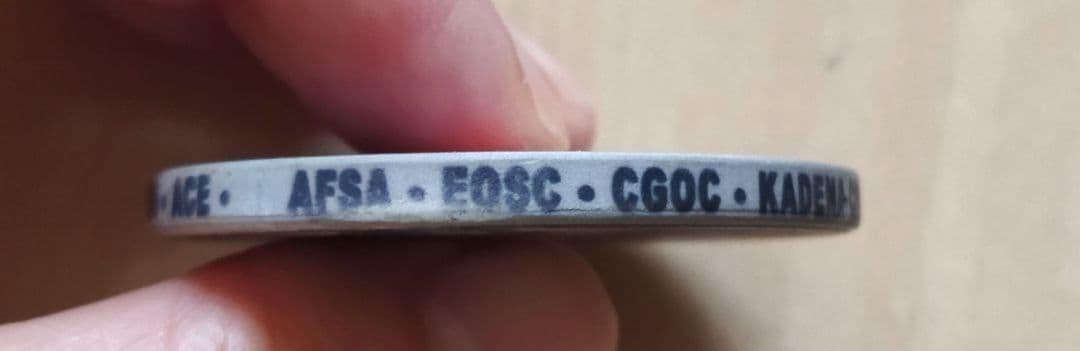 • ACE • AFSA • EOSC • CGOC • KADENA-